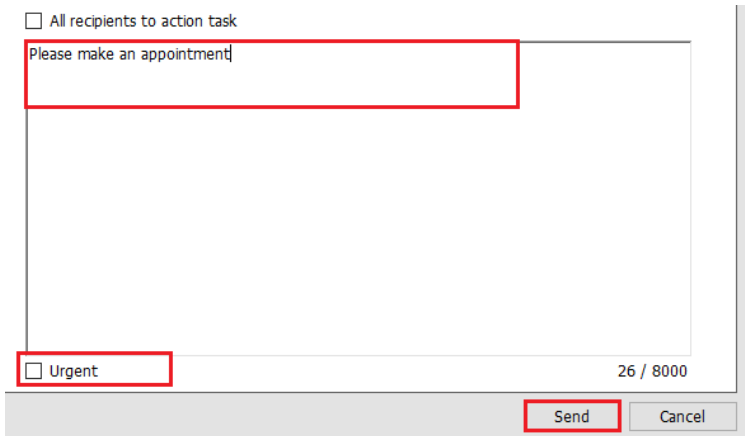 All recipients to action task
Please make an appointment
Urgent
26 / 8000
Send
Cancel